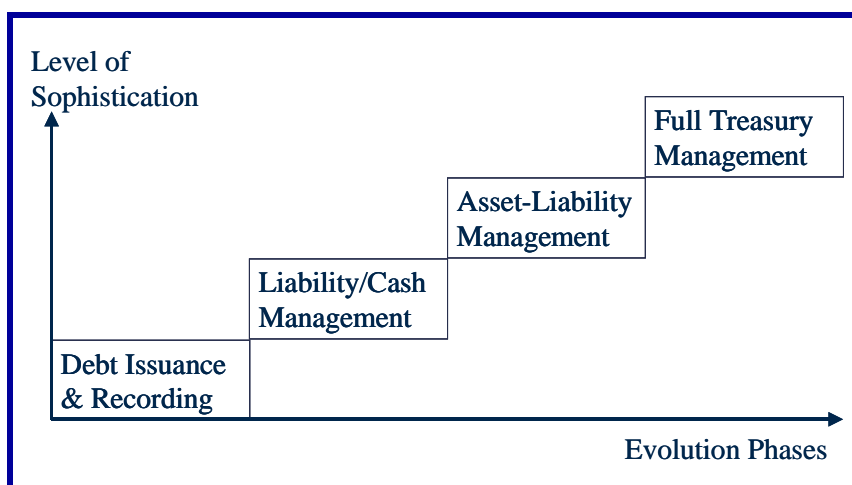 Level of
Sophistication
Full Treasury
Management
Asset-Liability
Management
Liability/Cash
Management
Debt Issuance
& Recording
Evolution Phases